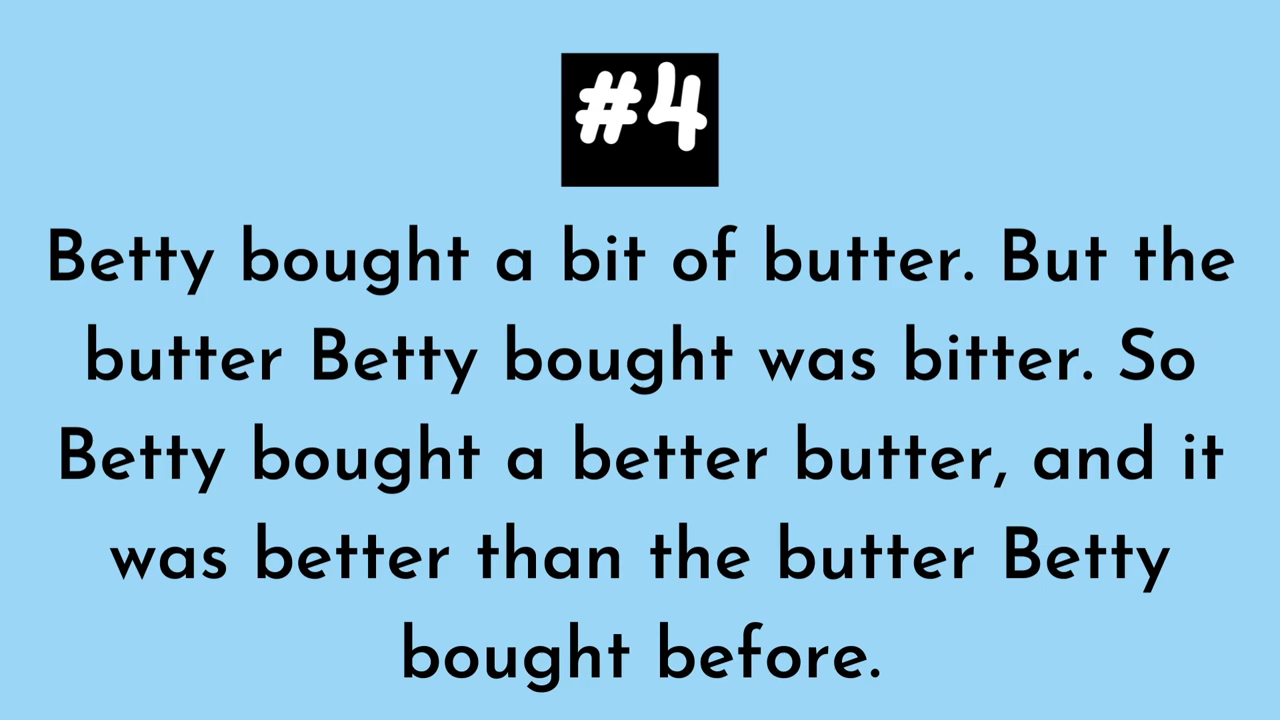 #4
Betty bought a bit of butter. But the
butter Betty bought was bitter. So
Betty bought a better butter, and it
was better than the butter Betty
bought before.